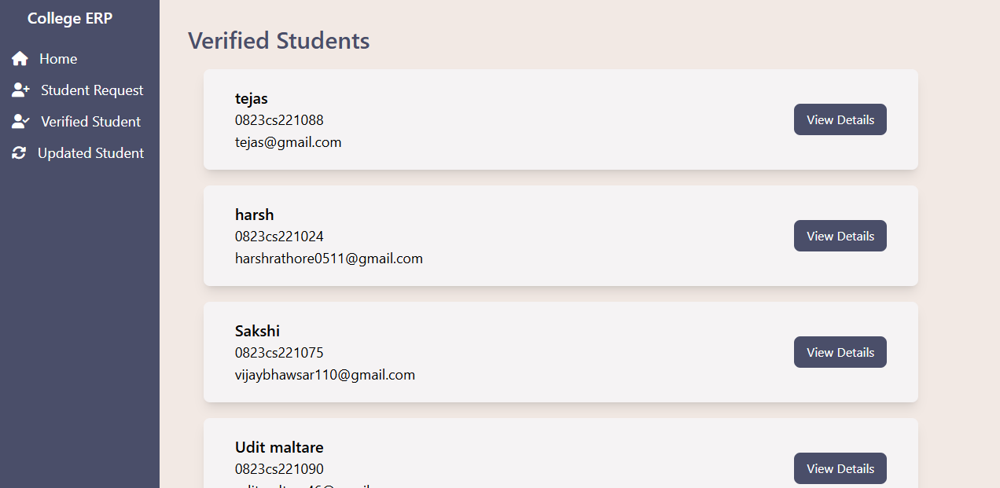 College ERP
Home
Student Request
Verified Student
Updated Student
Verified Students
tejas
0823cs221088
tejas@gmail.com
View Details
harsh
0823cs221024
harshrathore0511@gmail.com
View Details
Sakshi
0823cs221075
vijaybhawsar110@gmail.com
View Details
Udit maltare
0823cs221090
View Details